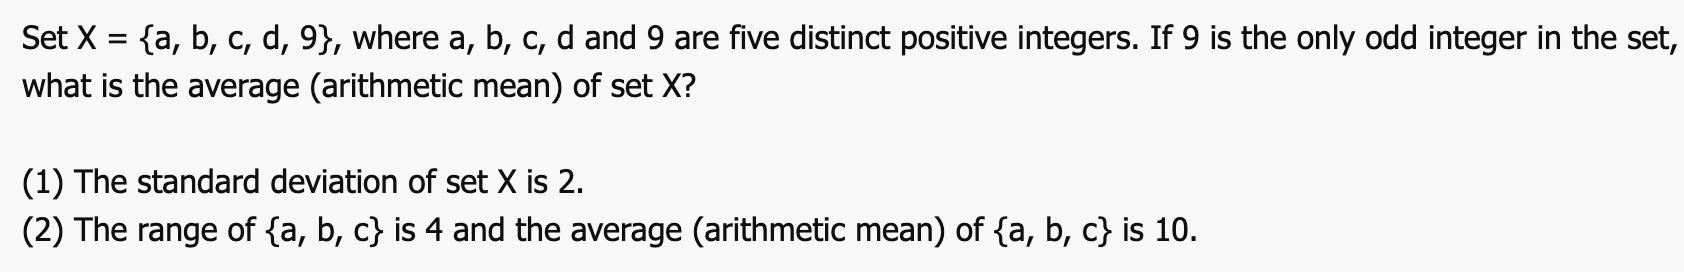 Set X = {a, b, c, d, 9}, where a, b, c, d and 9 are five distinct positive integers. If 9 is the only odd integer in the set,
what is the average (arithmetic mean) of set X?
(1) The standard deviation of set X is 2.
(2) The range of {a, b, c} is 4 and the average (arithmetic mean) of {a, b, c} is 10.